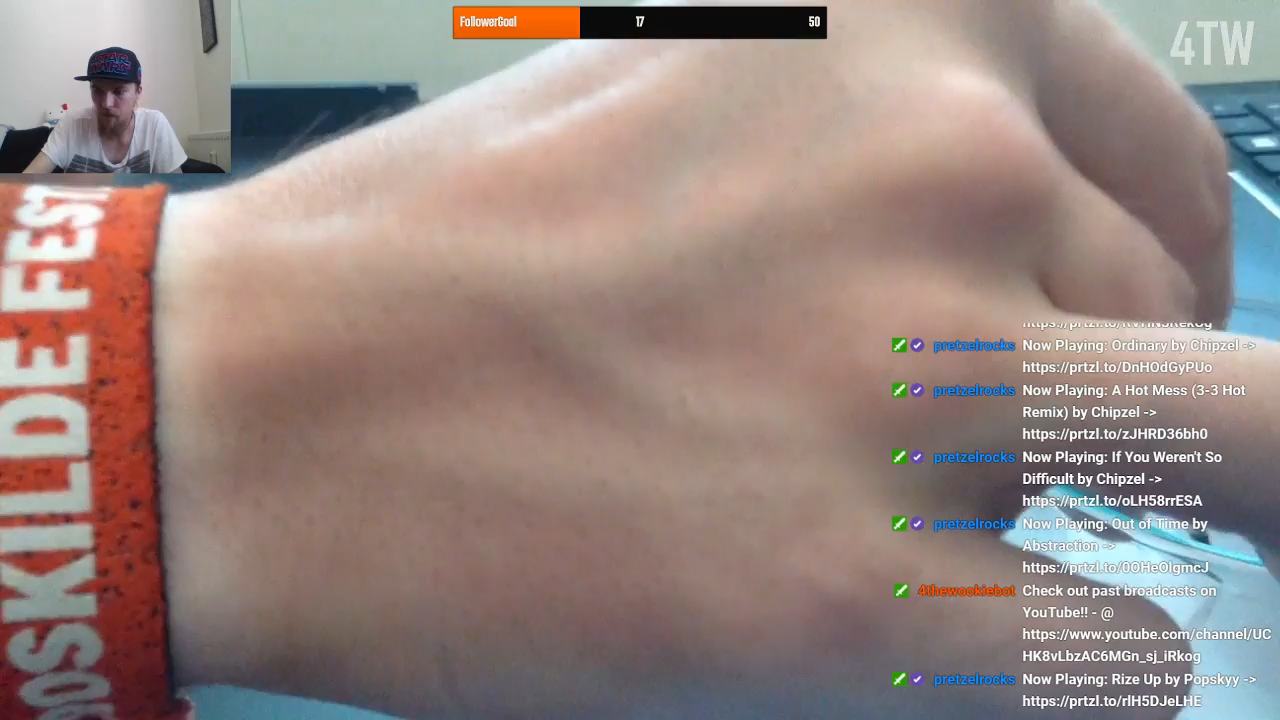 FollowerGoal 17 50
4TW
STAR
WARS
ROSKILDE FEST
pretzelrocks Now Playing: Ordinary by Chipzel ->
https://prtzl.to/DnHOdGyPUo
pretzelrocks Now Playing: A Hot Mess (3-3 Hot
Remix) by Chipzel ->
https://prtzl.to/zJHRD36bh0
pretzelrocks Now Playing: If You Weren't So
Difficult by Chipzel ->
https://prtzl.to/oLH58rrESA
pretzelrocks Now Playing: Out of Time by
Abstraction ->
https://prtzl.to/0OHeOlgmcJ
4thewookiebot Check out past broadcasts on
YouTube!! - @
https://www.youtube.com/channel/UC
HK8vLbzAC6MGn_sj_iRkog
pretzelrocks Now Playing: Rize Up by Popskyy ->
https://prtzl.to/rlH5DJeLHE